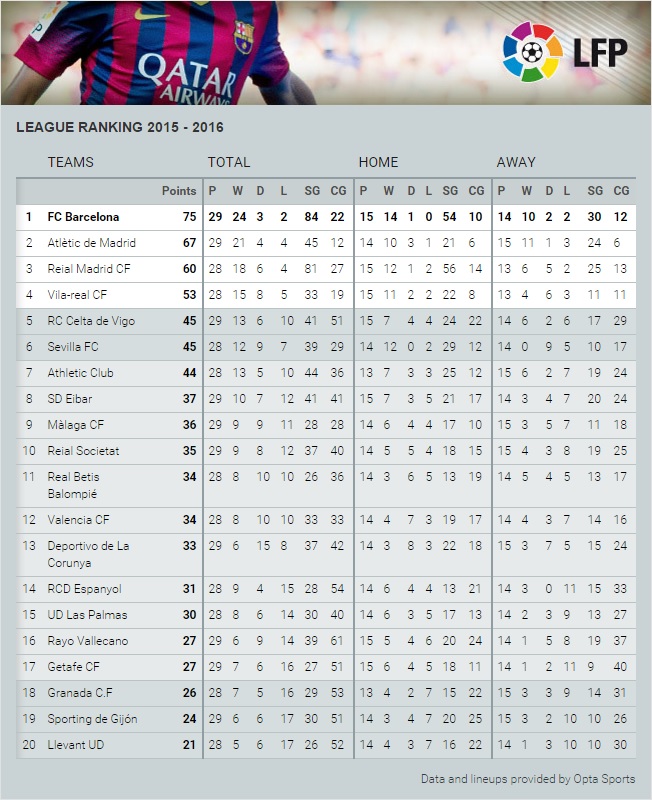 QATAR
AIRWAYS
LFP
LEAGUE RANKING 2015 - 2016
TEAMS TOTAL HOME AWAY
Points P W D L SG CG P W D L SG CG P W D L SG CG
1 FC Barcelona 75 29 24 3 2 84 22 15 14 1 0 54 10 14 10 2 2 30 12
2 Atlètic de Madrid 67 29 21 4 4 45 12 14 10 3 1 21 6 15 11 1 3 24 6
3 Reial Madrid CF 60 28 18 6 4 81 27 15 12 1 2 56 14 13 6 5 2 25 13
4 Vila-real CF 53 28 15 8 5 33 19 15 11 2 2 22 8 13 4 6 3 11 11
5 RC Celta de Vigo 45 29 13 6 10 41 51 15 7 4 4 24 22 14 6 2 6 17 29
6 Sevilla FC 45 28 12 9 7 39 29 14 12 0 2 29 12 14 0 9 5 10 17
7 Athletic Club 44 28 13 5 10 44 36 13 7 3 3 25 12 15 6 2 7 19 24
8 SD Eibar 37 29 10 7 12 41 41 15 7 3 5 21 17 14 3 4 7 20 24
9 Màlaga CF 36 29 9 9 11 28 28 14 6 4 4 17 10 15 3 5 7 11 18
10 Reial Societat 35 29 9 8 12 37 40 14 5 5 4 18 15 15 4 3 8 19 25
11 Real Betis 34 28 8 10 10 26 36 14 3 6 5 13 19 14 5 4 5 13 17
Balompié
12 Valencia CF 34 28 8 10 10 33 33 14 4 7 3 19 17 14 4 3 7 14 16
13 Deportivo de La 33 29 6 15 8 37 42 14 3 8 3 22 18 15 3 7 5 15 24
Corunya
14 RCD Espanyol 31 28 9 4 15 28 54 14 6 4 4 13 21 14 3 0 11 15 33
15 UD Las Palmas 30 28 8 6 14 30 40 14 6 3 5 17 13 14 2 3 9 13 27
16 Rayo Vallecano 27 29 6 9 14 39 61 15 5 4 6 20 24 14 1 5 8 19 37
17 Getafe CF 27 29 7 6 16 27 51 15 6 4 5 18 11 14 1 2 11 9 40
18 Granada C.F 26 28 7 5 16 29 53 13 4 2 7 15 22 15 3 3 9 14 31
19 Sporting de Gijón 24 29 6 6 17 30 51 14 3 4 7 20 25 15 3 2 10 10 26
20 Llevant UD 21 28 5 6 17 26 52 14 4 3 7 16 22 14 1 3 10 10 30
Data and lineups provided by Opta Sports